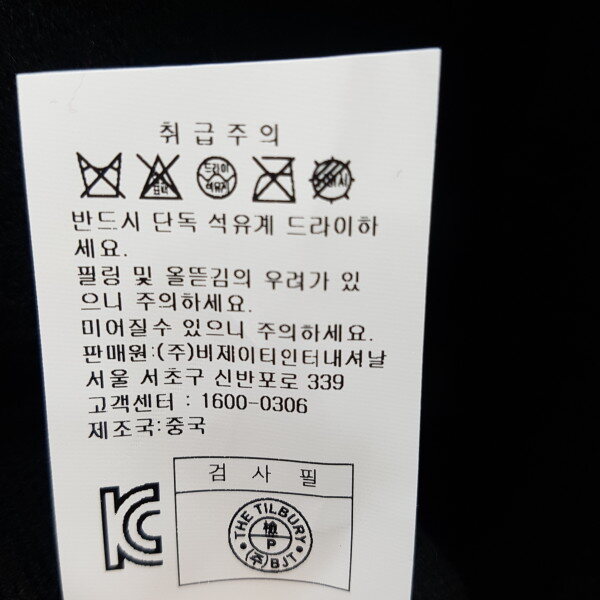 취급주의
드라이
석유계
반드시 단독 석유계 드라이하
세요.
필링 및 올뜯김의 우려가 있
으니 주의하세요.
미어질수 있으니 주의하세요.
판매원:(주)비제이티인터내셔날
서울 서초구 신반포로 339
고객센터 : 1600-0306
제조국:중국
검사필
THE TILBURY
檢
P
(주)BJT